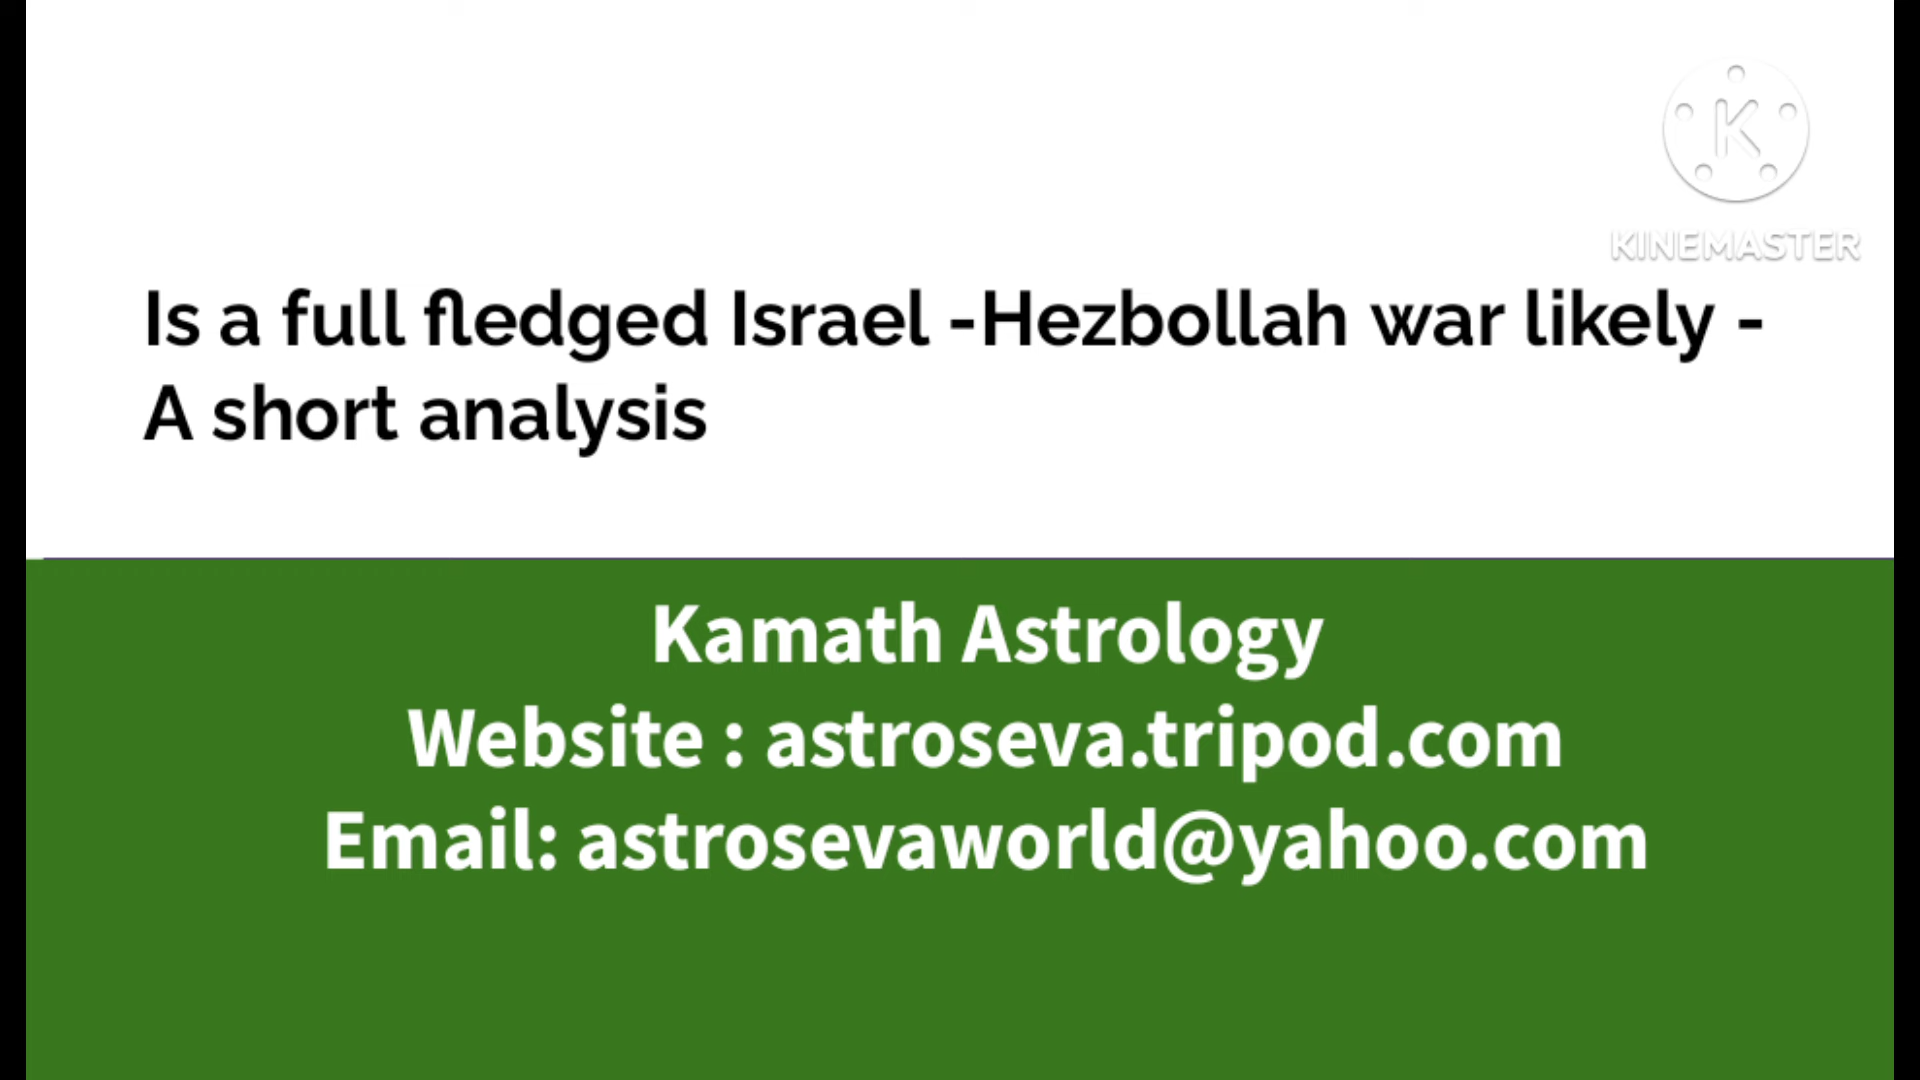 K
KINEMASTER
Is a full fledged Israel -Hezbollah war likely -
A short analysis
Kamath Astrology
Website : astroseva.tripod.com
Email: astrosevaworld@yahoo.com